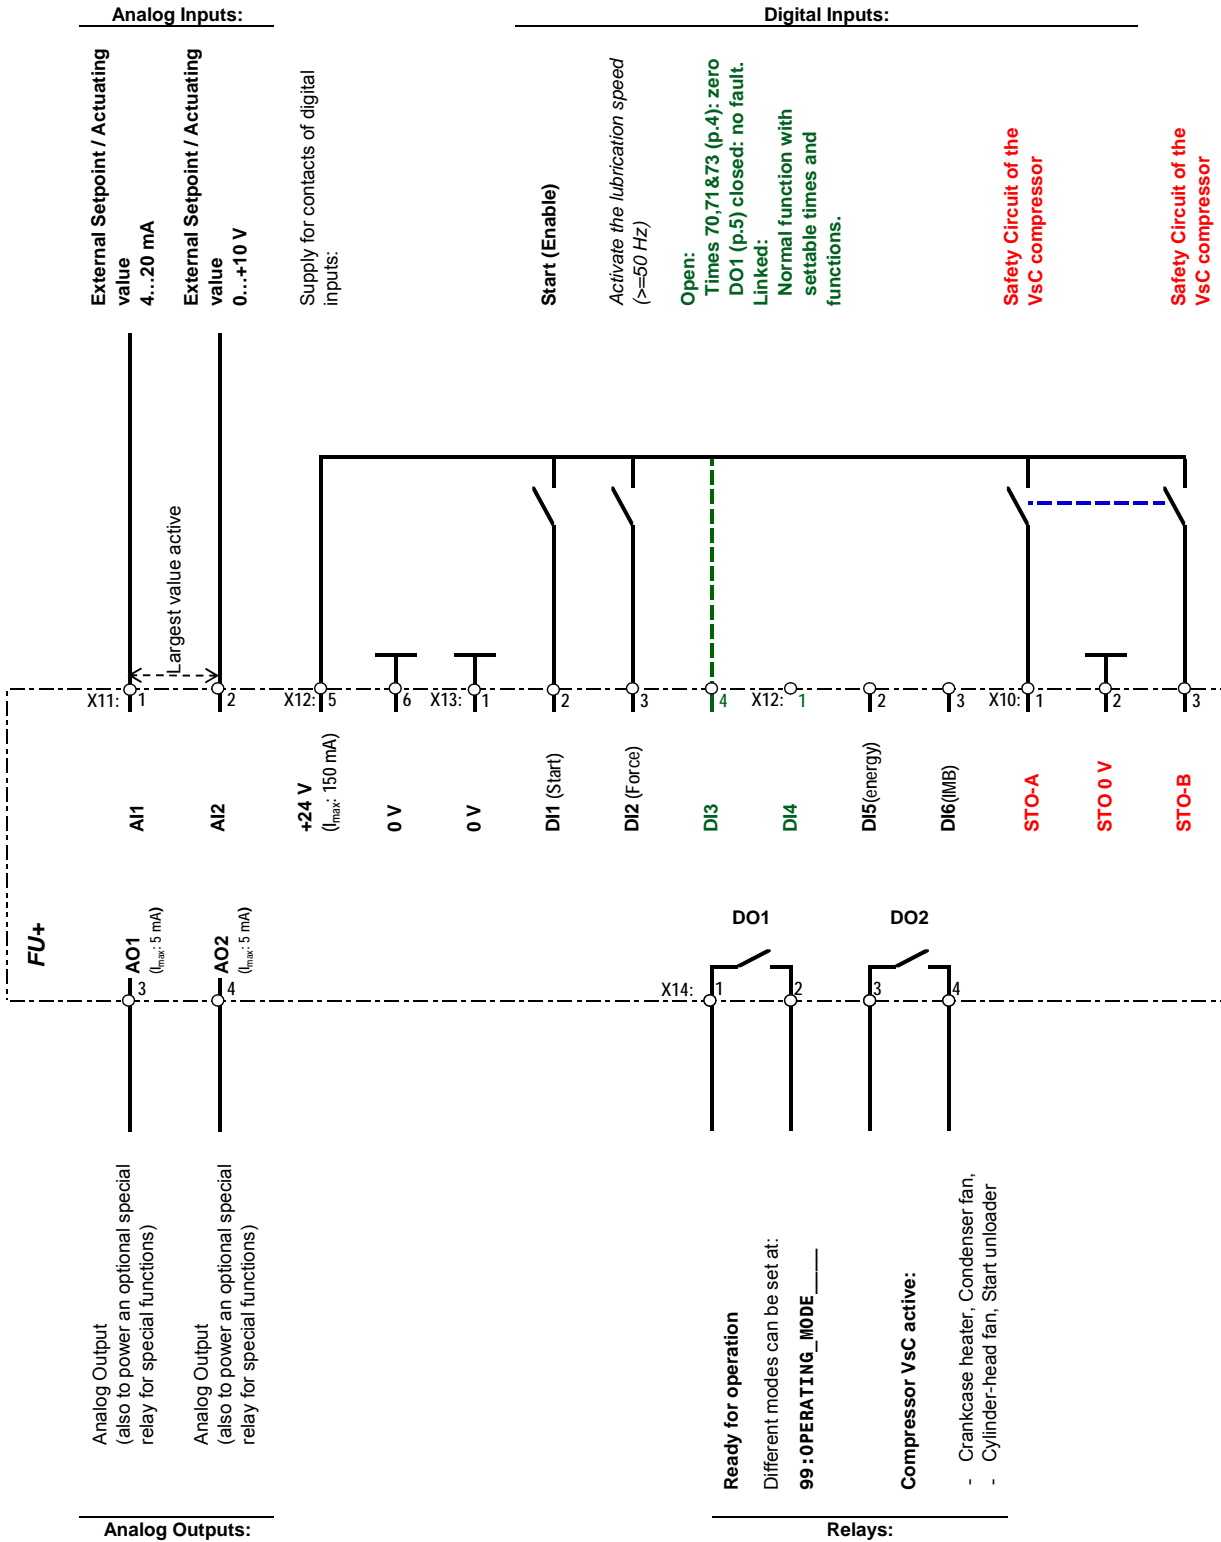 Analog Inputs:
Digital Inputs:
External Setpoint / Actuating
value
4...20 mA
External Setpoint / Actuating
value
0...+10 V
Supply for contacts of digital
inputs:
Start (Enable)
Activate the lubrication speed
(>=50 Hz)
Open:
Times 70,71&73 (p.4): zero
DO1 (p.5) closed: no fault.
Linked:
Normal function with
settable times and
functions.
Safety Circuit of the
VsC compressor
Safety Circuit of the
VsC compressor
Largest value active
X11: 1
2
X12: 5
6
X13: 1
2
3
4
X12: 1
2
3
X10: 1
2
3
AI1
AI2
+24 V
(Imax: 150 mA)
0 V
0 V
DI1 (Start)
DI2 (Force)
DI3
DI4
DI5(energy)
DI6(IMB)
STO-A
STO 0 V
STO-B
FU+
AO1
(Imax: 5 mA)
AO2
(Imax: 5 mA)
DO1
DO2
3
4
X14: 1
2
3
4
Analog Output
(also to power an optional special
relay for special functions)
Analog Output
(also to power an optional special
relay for special functions)
Ready for operation
Different modes can be set at:
99:OPERATING_MODE____
Compressor VsC active:
- Crankcase heater, Condenser fan,
- Cylinder-head fan, Start unloader
Analog Outputs:
Relays: